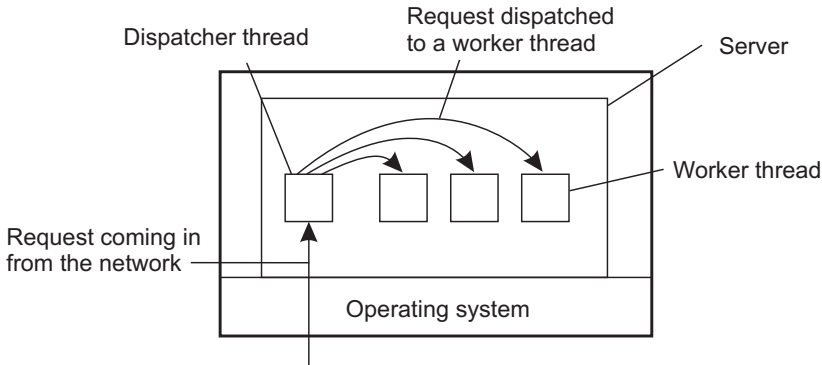 Request dispatched
to a worker thread
Dispatcher thread
Server
Worker thread
Request coming in
from the network
Operating system